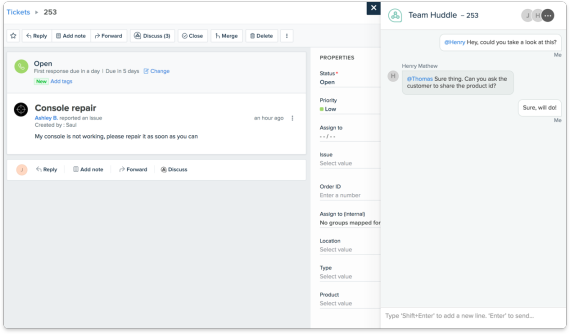 Tickets ▸ 253
Reply Add note Forward Discuss (3) Close Merge Delete
Open
First response due in a day | Due in 5 days Change
New Add tags
Console repair
Ashley B. reported an issue
an hour ago
Created by : Saul
My console is not working, please repair it as soon as you can
J Reply Add note Forward Discuss
PROPERTIES
Status*
Open
Priority
Low
Assign to
- - / - -
Issue
Select value
Order ID
Enter a number
Assign to (internal)
No groups mapped for
Location
Select value
Type
Select value
Product
Select value
Team Huddle – 253
J H
@Henry Hey, could you take a look at this?
Me
Henry Mathew
H
@Thomas Sure thing. Can you ask the
customer to share the product id?
Sure, will do!
Me
Type 'Shift+Enter' to add a new line. 'Enter' to send...